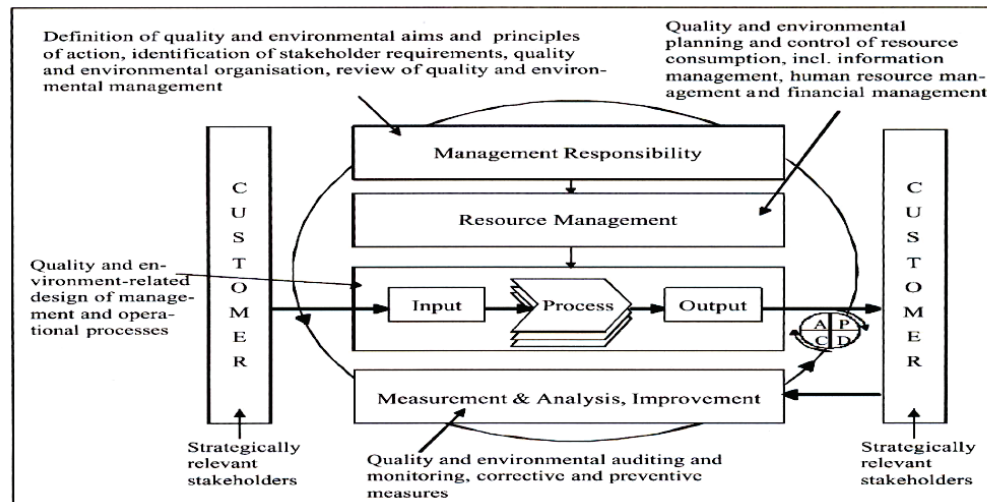 Definition of quality and environmental aims and principles
of action, identification of stakeholder requirements, quality
and environmental organisation, review of quality and environ-
mental management
Quality and environmental
planning and control of resource
consumption, incl. information
management, human resource man-
agement and financial management
CUSTOMER
Management Responsibility
Resource Management
Quality and en-
vironment-related
design of manage-
ment and opera-
tional processes
Input
Process
Output
A P
C D
Measurement & Analysis, Improvement
CUSTOMER
Strategically
relevant
stakeholders
Quality and environmental auditing and
monitoring, corrective and preventive
measures
Strategically
relevant
stakeholders